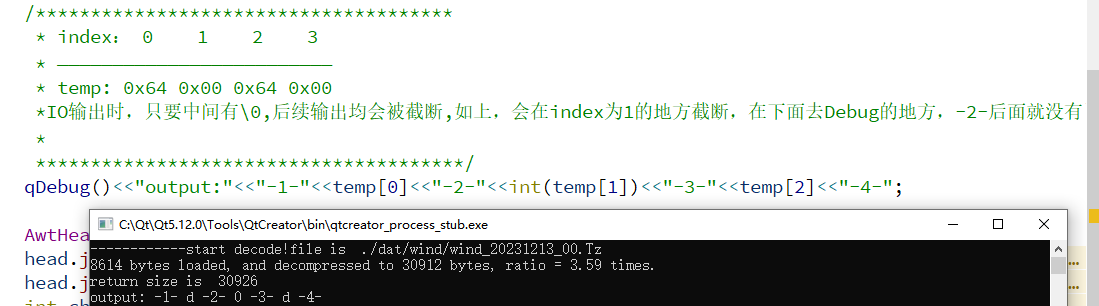 /**************************************
* index： 0 1 2 3
* ————————————————————————
* temp: 0x64 0x00 0x64 0x00
*IO输出时，只要中间有\0,后续输出均会被截断,如上，会在index为1的地方截断，在下面去Debug的地方，-2-后面就没有
*
***************************************/
qDebug()<<"output:"<<"-1-"<<temp[0]<<"-2-"<<int(temp[1])<<"-3-"<<temp[2]<<"-4-";
C:\Qt\Qt5.12.0\Tools\QtCreator\bin\qtcreator_process_stub.exe
AwtHea
------------start decode!file is ./dat/wind/wind_20231213_00.Tz
head.j
8614 bytes loaded, and decompressed to 30912 bytes, ratio = 3.59 times.
head.j
return size is 30926
output: -1- d -2- 0 -3- d -4-